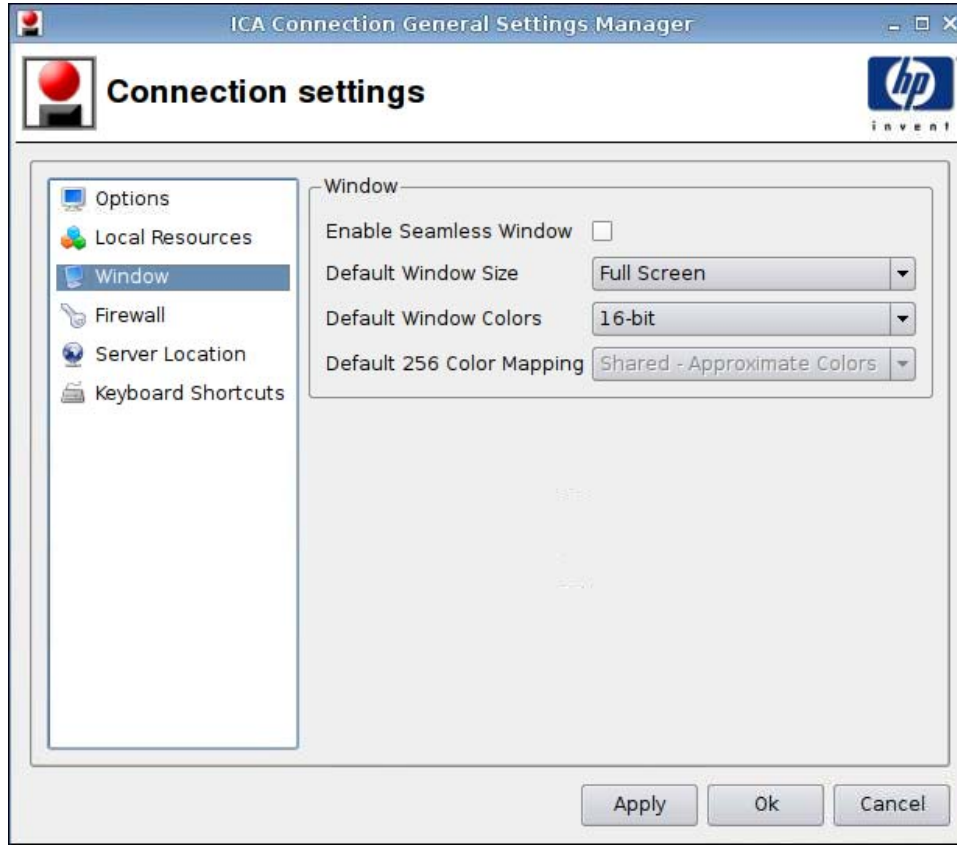 ICA Connection General Settings Manager
Connection settings
hp
invent
Options
Local Resources
Window
Firewall
Server Location
Keyboard Shortcuts
Window
Enable Seamless Window
Default Window Size
Full Screen
Default Window Colors
16-bit
Default 256 Color Mapping
Shared - Approximate Colors
Apply
Ok
Cancel